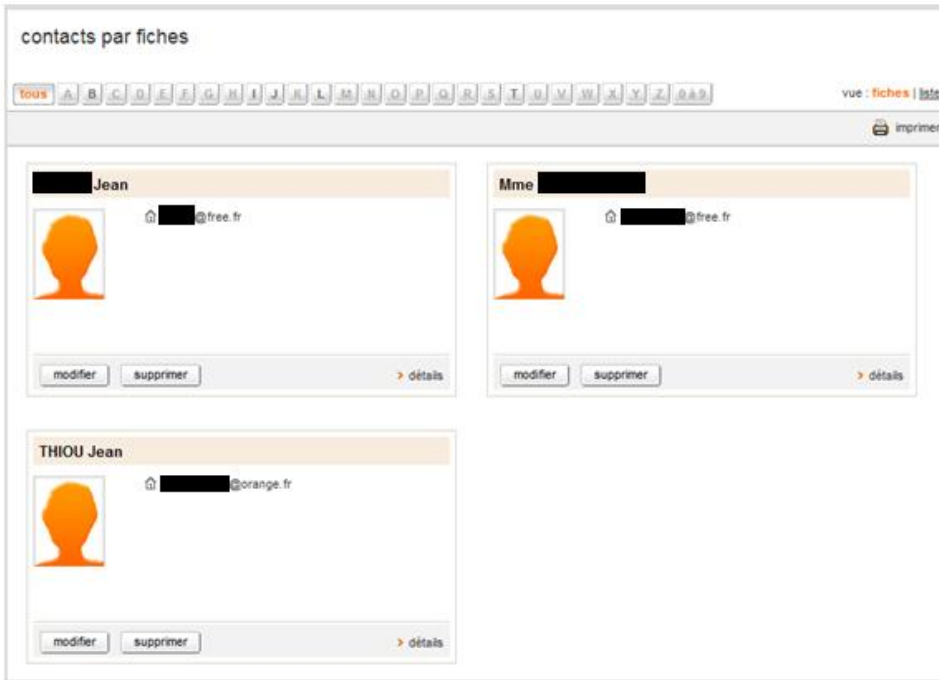 contacts par fiches
tous A B C D E F G H I J K L M N O P Q R S T U V W X Y Z 0 à 9 vue : fiches | liste
imprimer
Jean
@free.fr
modifier supprimer > détails
Mme
@free.fr
modifier supprimer > détails
THIOU Jean
@orange.fr
modifier supprimer > détails